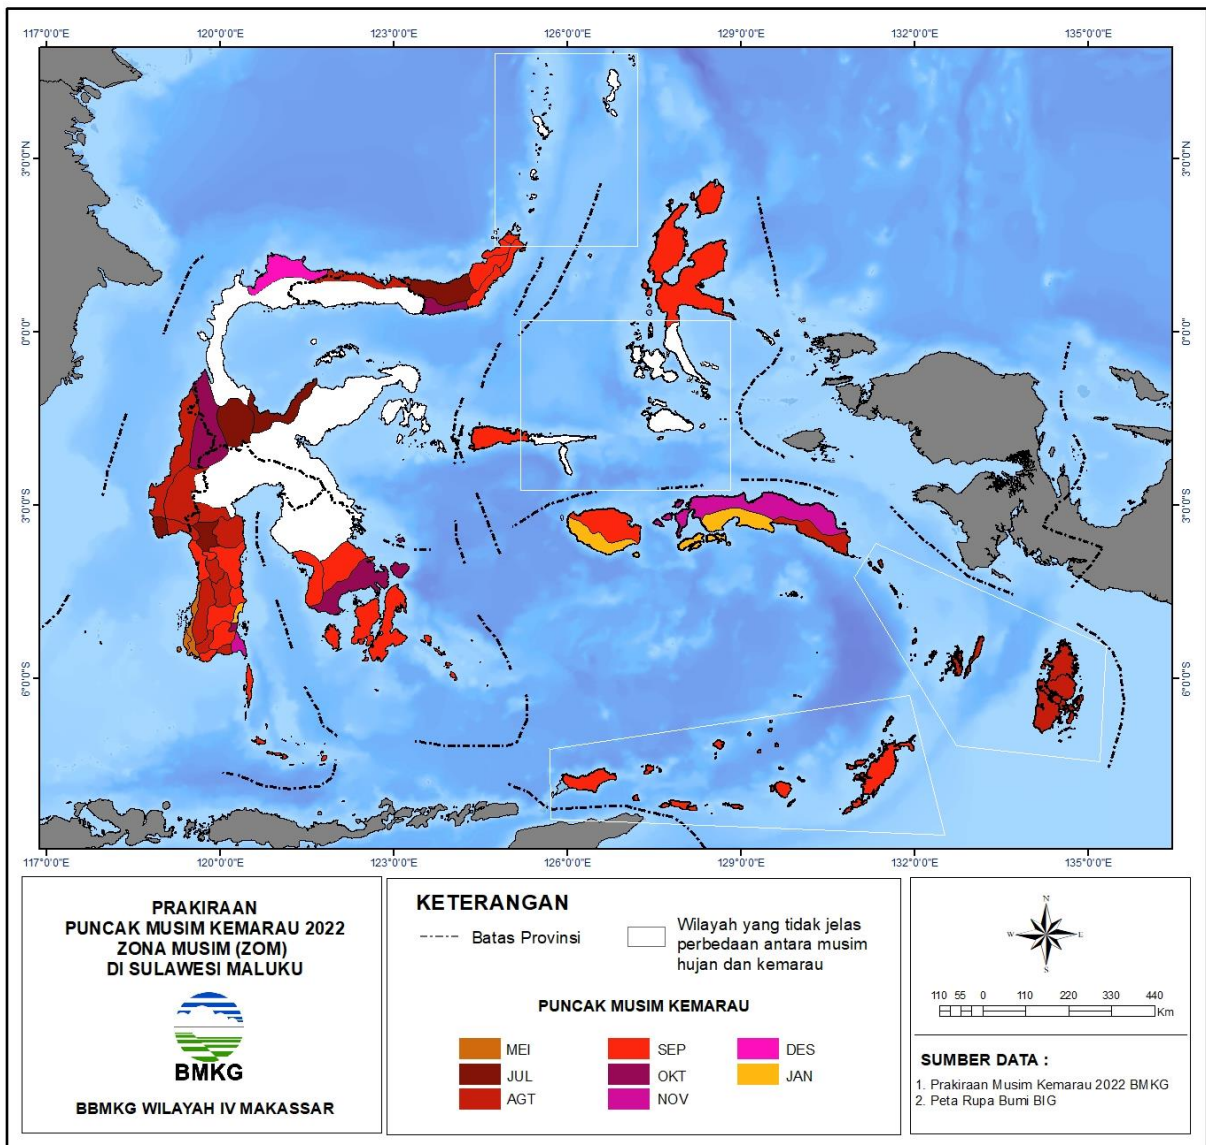 117°0'0"E 120°0'0"E 123°0'0"E 126°0'0"E 129°0'0"E 132°0'0"E 135°0'0"E
3°0'0"N 3°0'0"N
0°0'0" 0°0'0"
3°0'0"S 3°0'0"S
6°0'0"S 6°0'0"S
117°0'0"E 120°0'0"E 123°0'0"E 126°0'0"E 129°0'0"E 132°0'0"E 135°0'0"E
PRAKIRAAN
PUNCAK MUSIM KEMARAU 2022
ZONA MUSIM (ZOM)
DI SULAWESI MALUKU
BMKG
BBMKG WILAYAH IV MAKASSAR
KETERANGAN
Batas Provinsi
Wilayah yang tidak jelas
perbedaan antara musim
hujan dan kemarau
PUNCAK MUSIM KEMARAU
MEI
JUL
AGT
SEP
OKT
NOV
DES
JAN
N
W E
S
110 55 0 110 220 330 440
Km
SUMBER DATA :
1. Prakiraan Musim Kemarau 2022 BMKG
2. Peta Rupa Bumi BIG